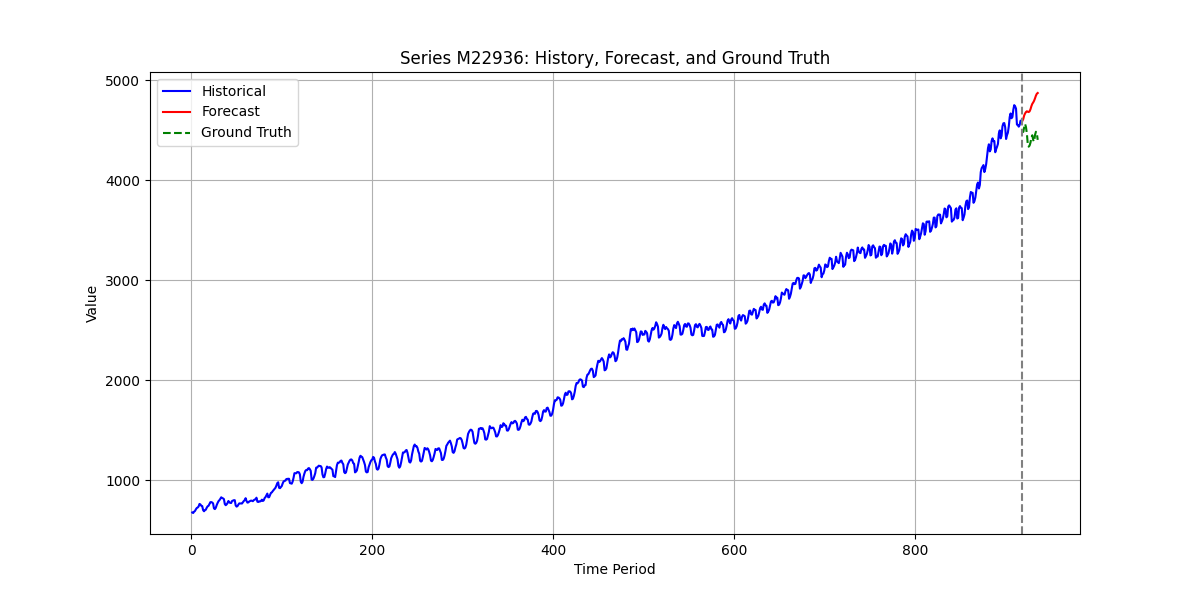 Series M22936: History, Forecast, and Ground Truth
Historical
Forecast
Ground Truth
5000
4000
3000
2000
1000
Value
0 200 400 600 800
Time Period